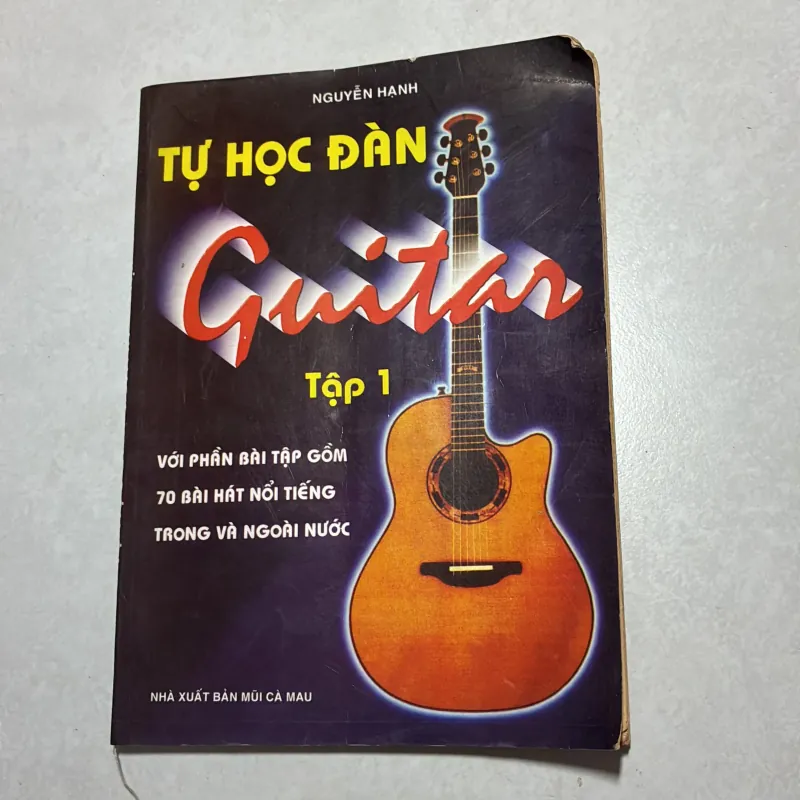 NGUYỄN HẠNH
TỰ HỌC ĐÀN
Guitar
Tập 1
VỚI PHẦN BÀI TẬP GỒM
70 BÀI HÁT NỔI TIẾNG
TRONG VÀ NGOÀI NƯỚC
NHÀ XUẤT BẢN MŨI CÀ MAU